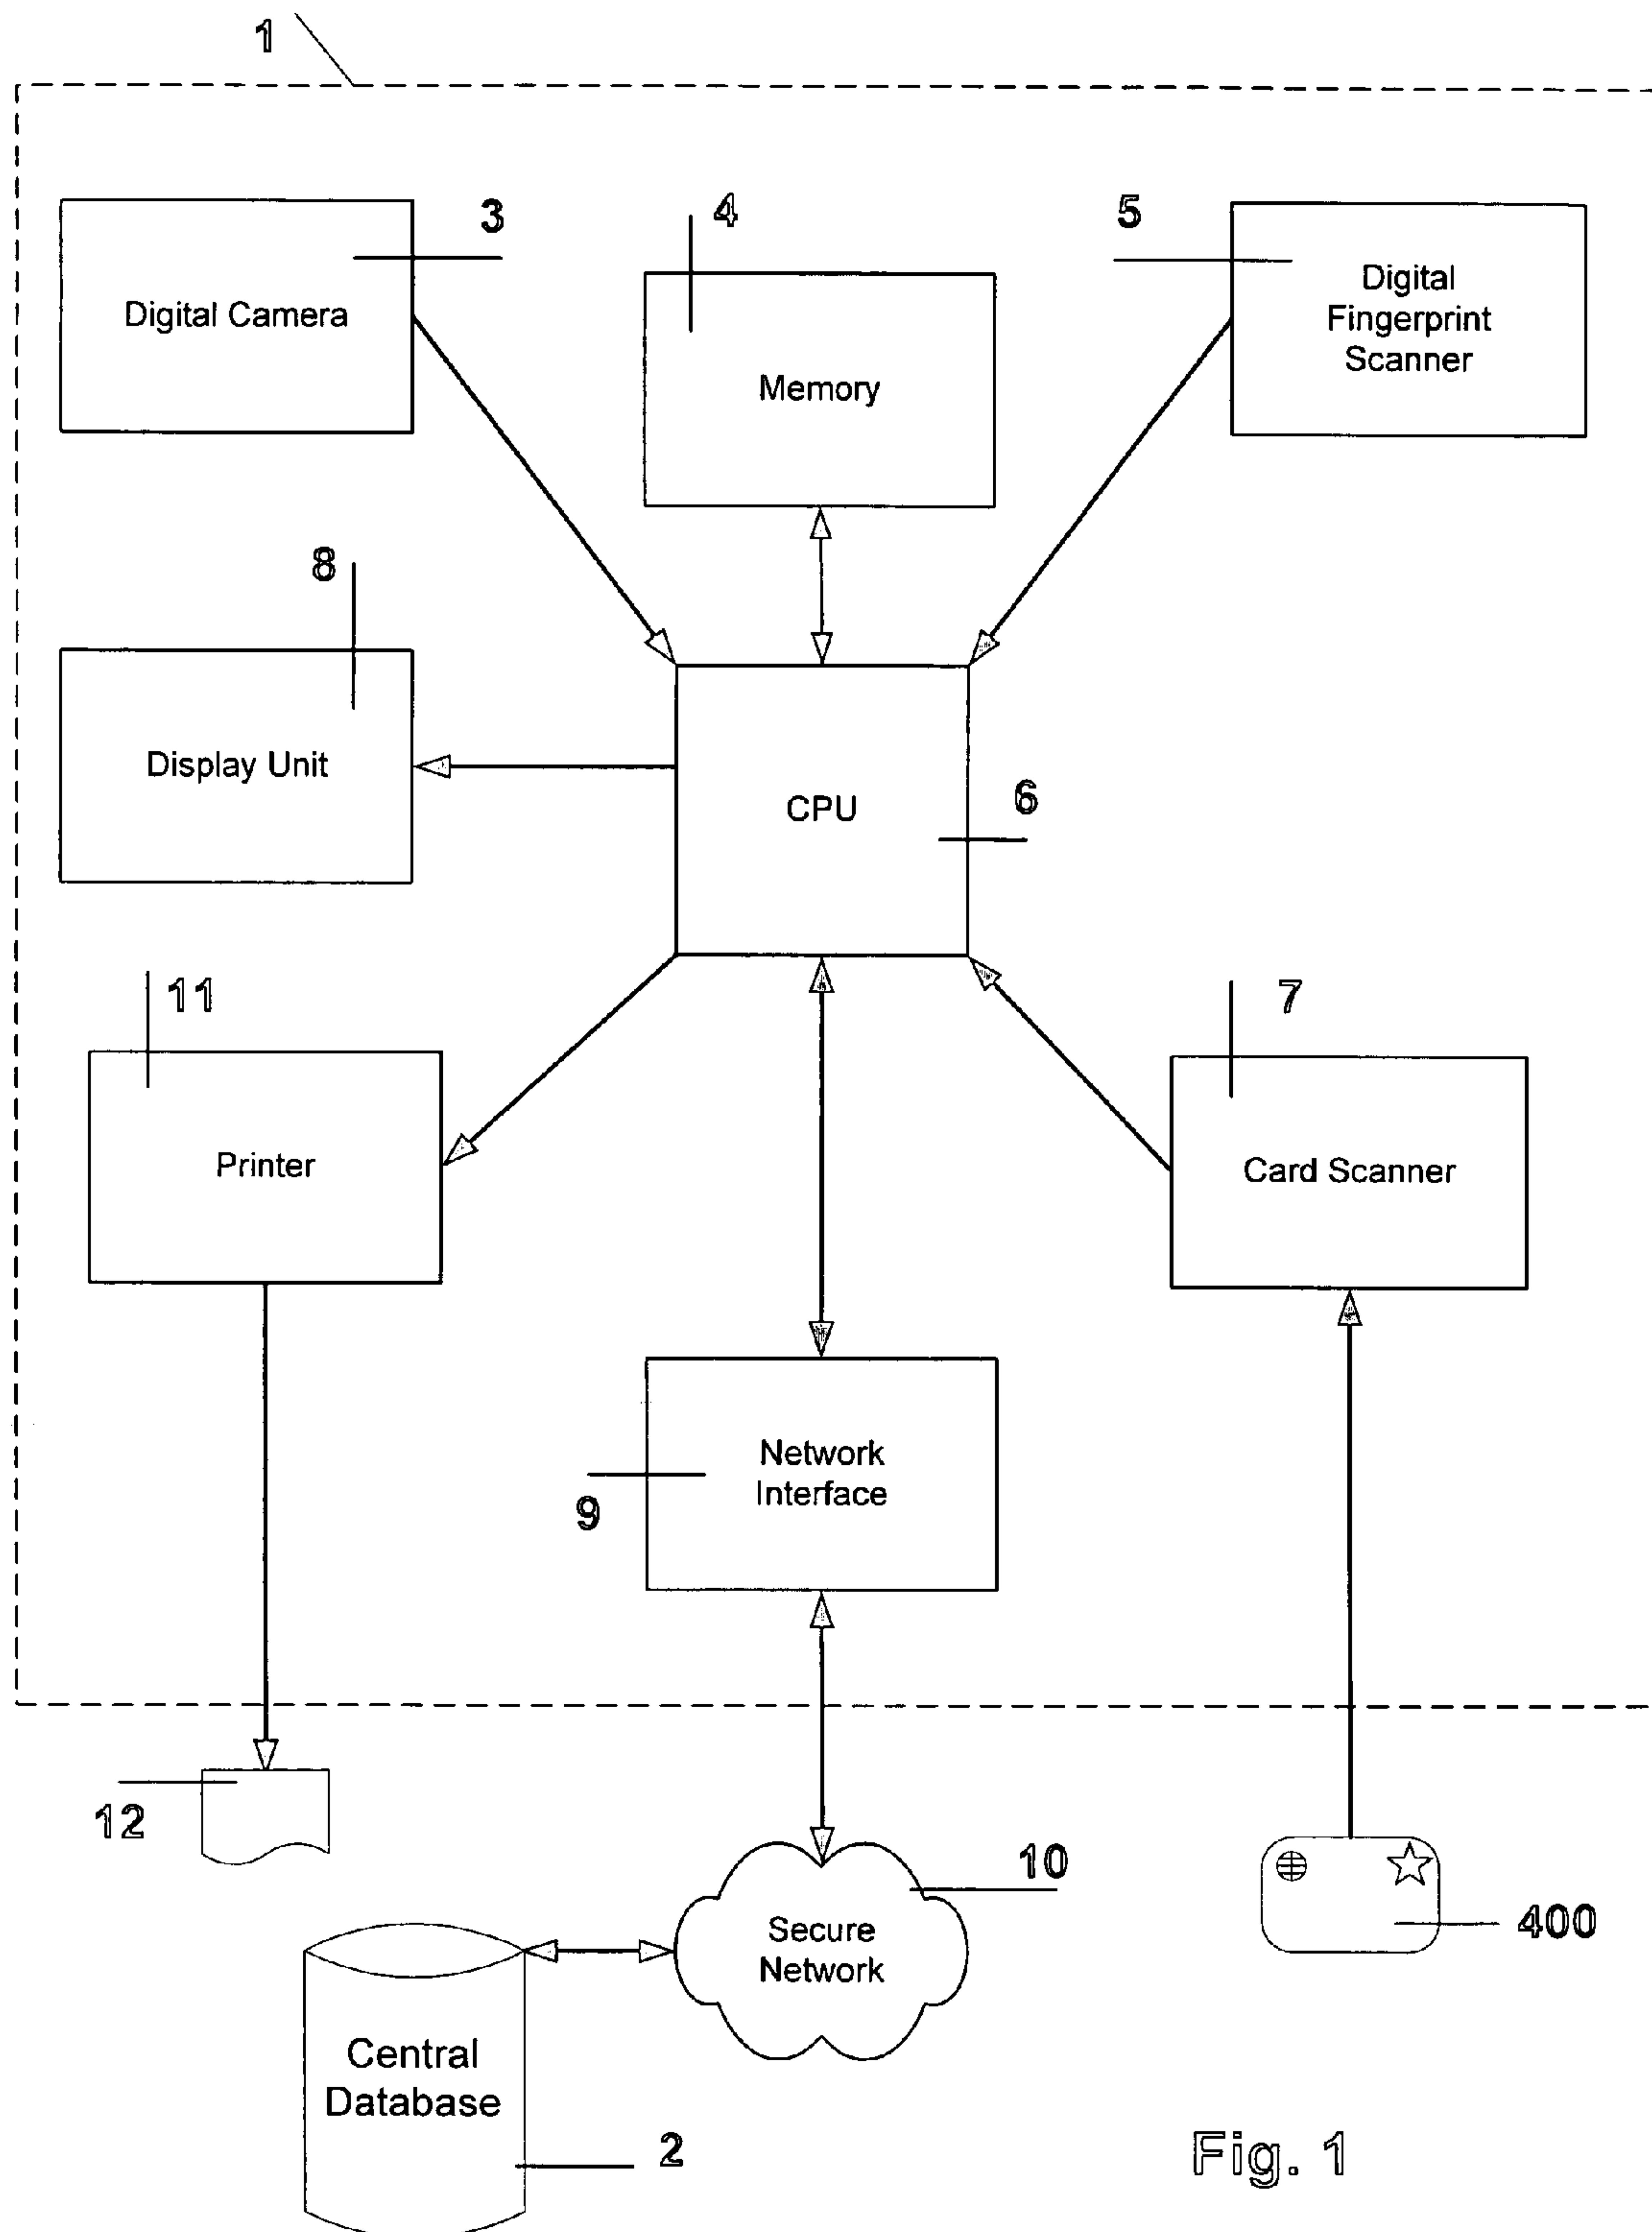 1
3
4
5
Digital Camera
Memory
Digital
Fingerprint
Scanner
8
Display Unit
CPU
6
11
7
Printer
Card Scanner
Network
Interface
9
12
10
Secure
Network
400
Central
Database
2
Fig. 1